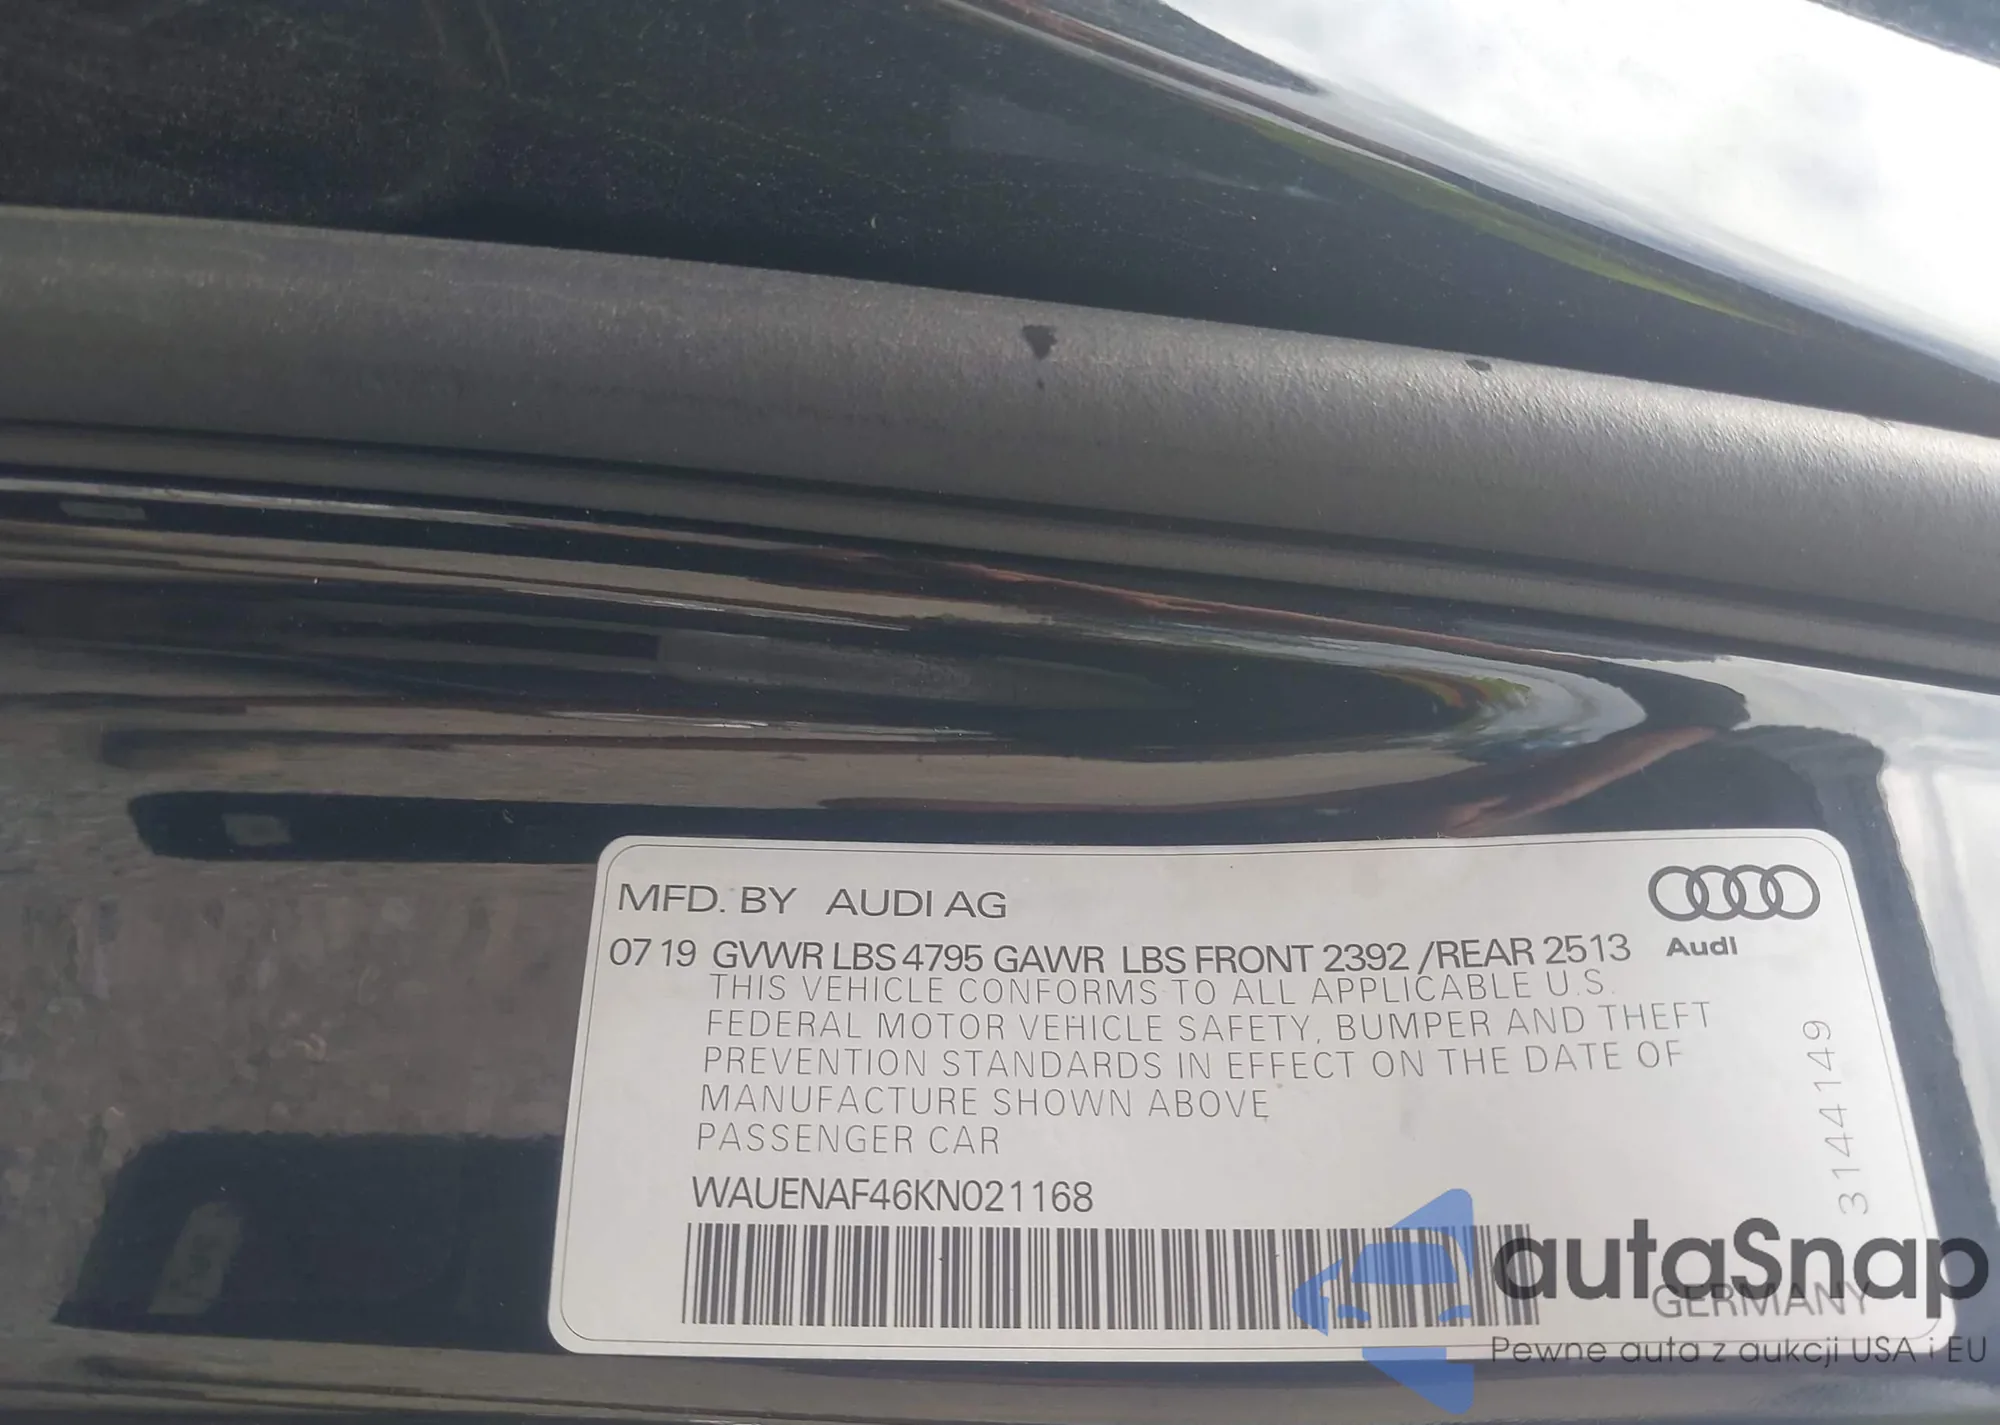 MFD. BY AUDI AG
07 19 GVWR LBS 4795 GAWR LBS FRONT 2392 /REAR 2513
Audi
THIS VEHICLE CONFORMS TO ALL APPLICABLE U.S.
FEDERAL MOTOR VEHICLE SAFETY, BUMPER AND THEFT
PREVENTION STANDARDS IN EFFECT ON THE DATE OF
MANUFACTURE SHOWN ABOVE
PASSENGER CAR
WAUENAF46KN021168
3144149
GERMANY
autaSnap
Pewne auta z aukcji USA i EU